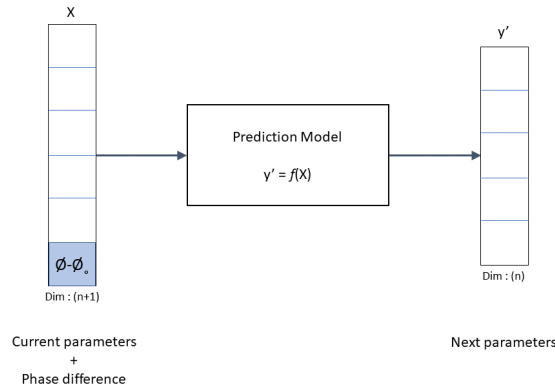 X
y’
Prediction Model
y’ = f(X)
Ø-Ø。
Dim : (n+1)
Dim : (n)
Current parameters
+
Phase difference
Next parameters